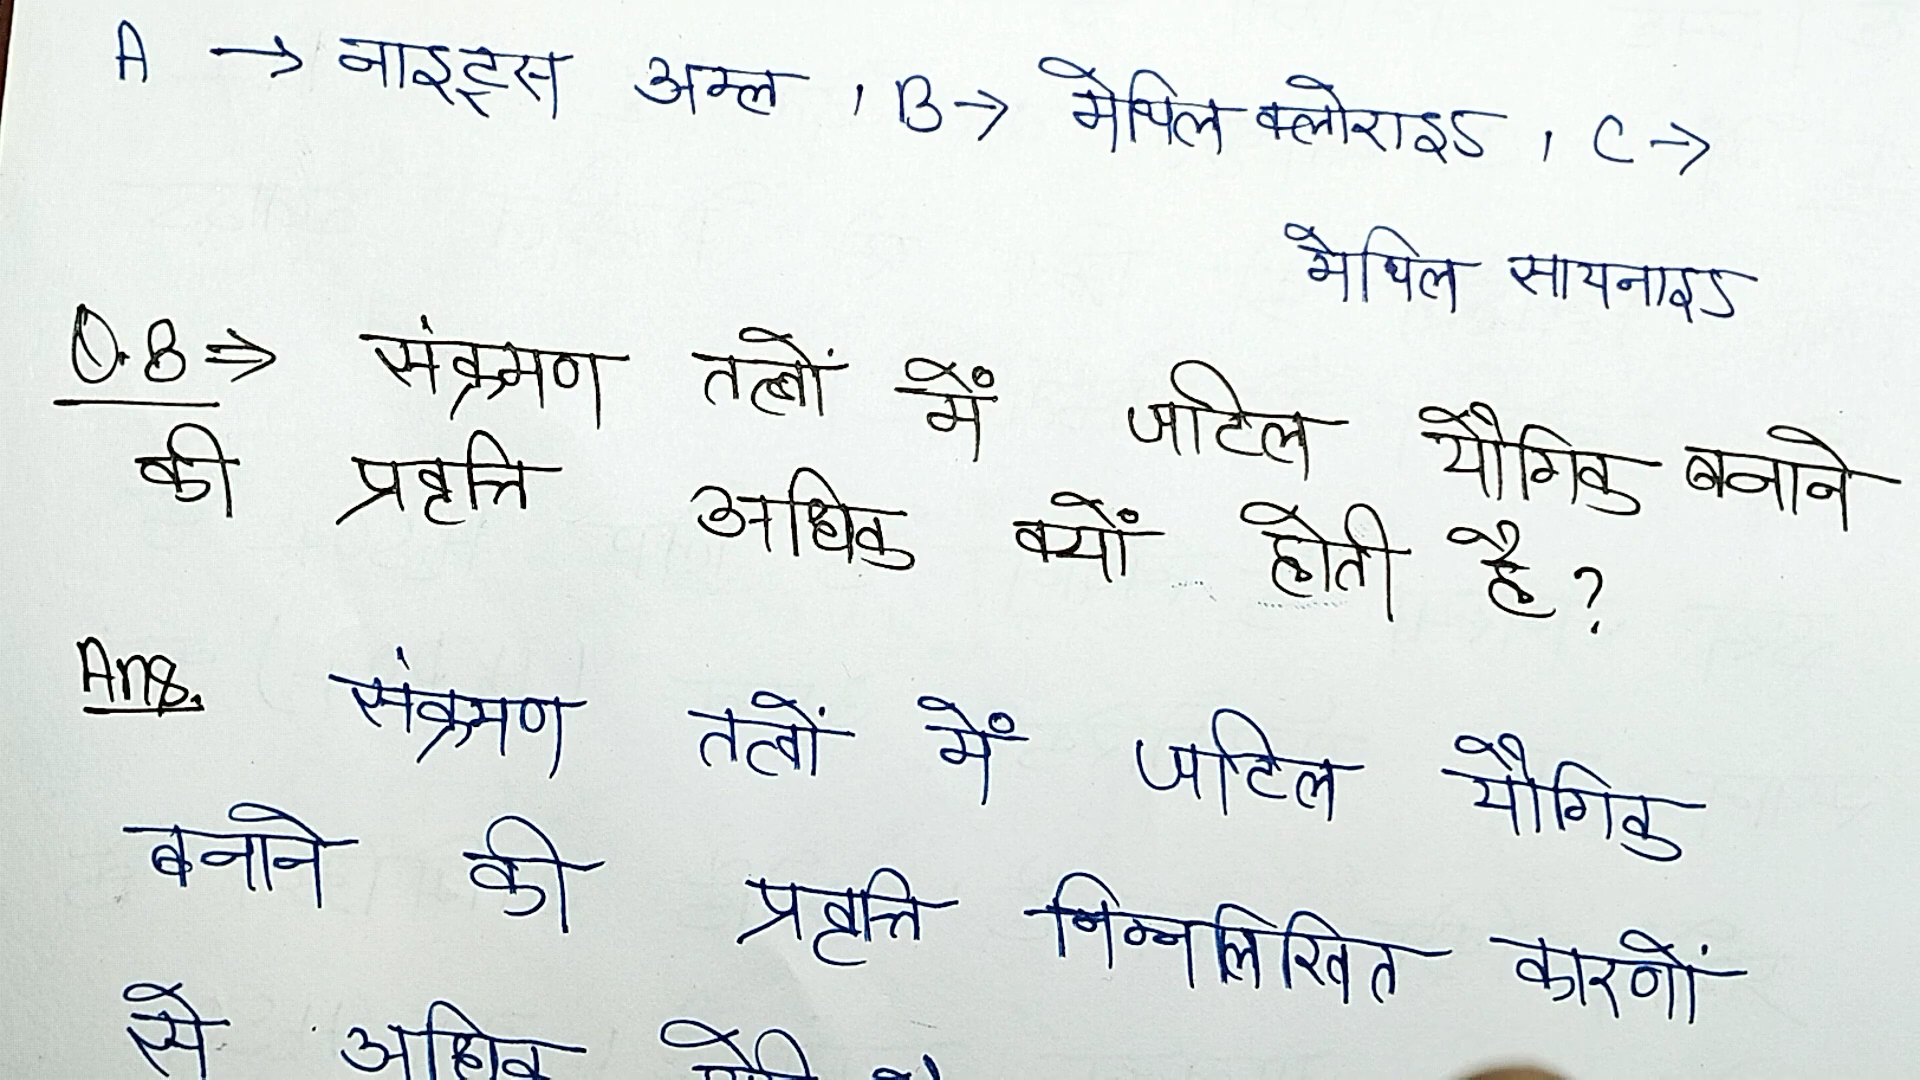 A → नाइट्स अम्ल , B → मेथिल क्लोराइड , C →
मेथिल सायनाइड
Q.8 ⇒ संक्रमण तत्वों में जटिल यौगिक बनाने
की प्रवृत्ति अधिक क्यों होती है ?
Ans. संक्रमण तत्वों में जटिल यौगिक
बनाने की प्रवृत्ति निम्नलिखित कारणों
से अधिक